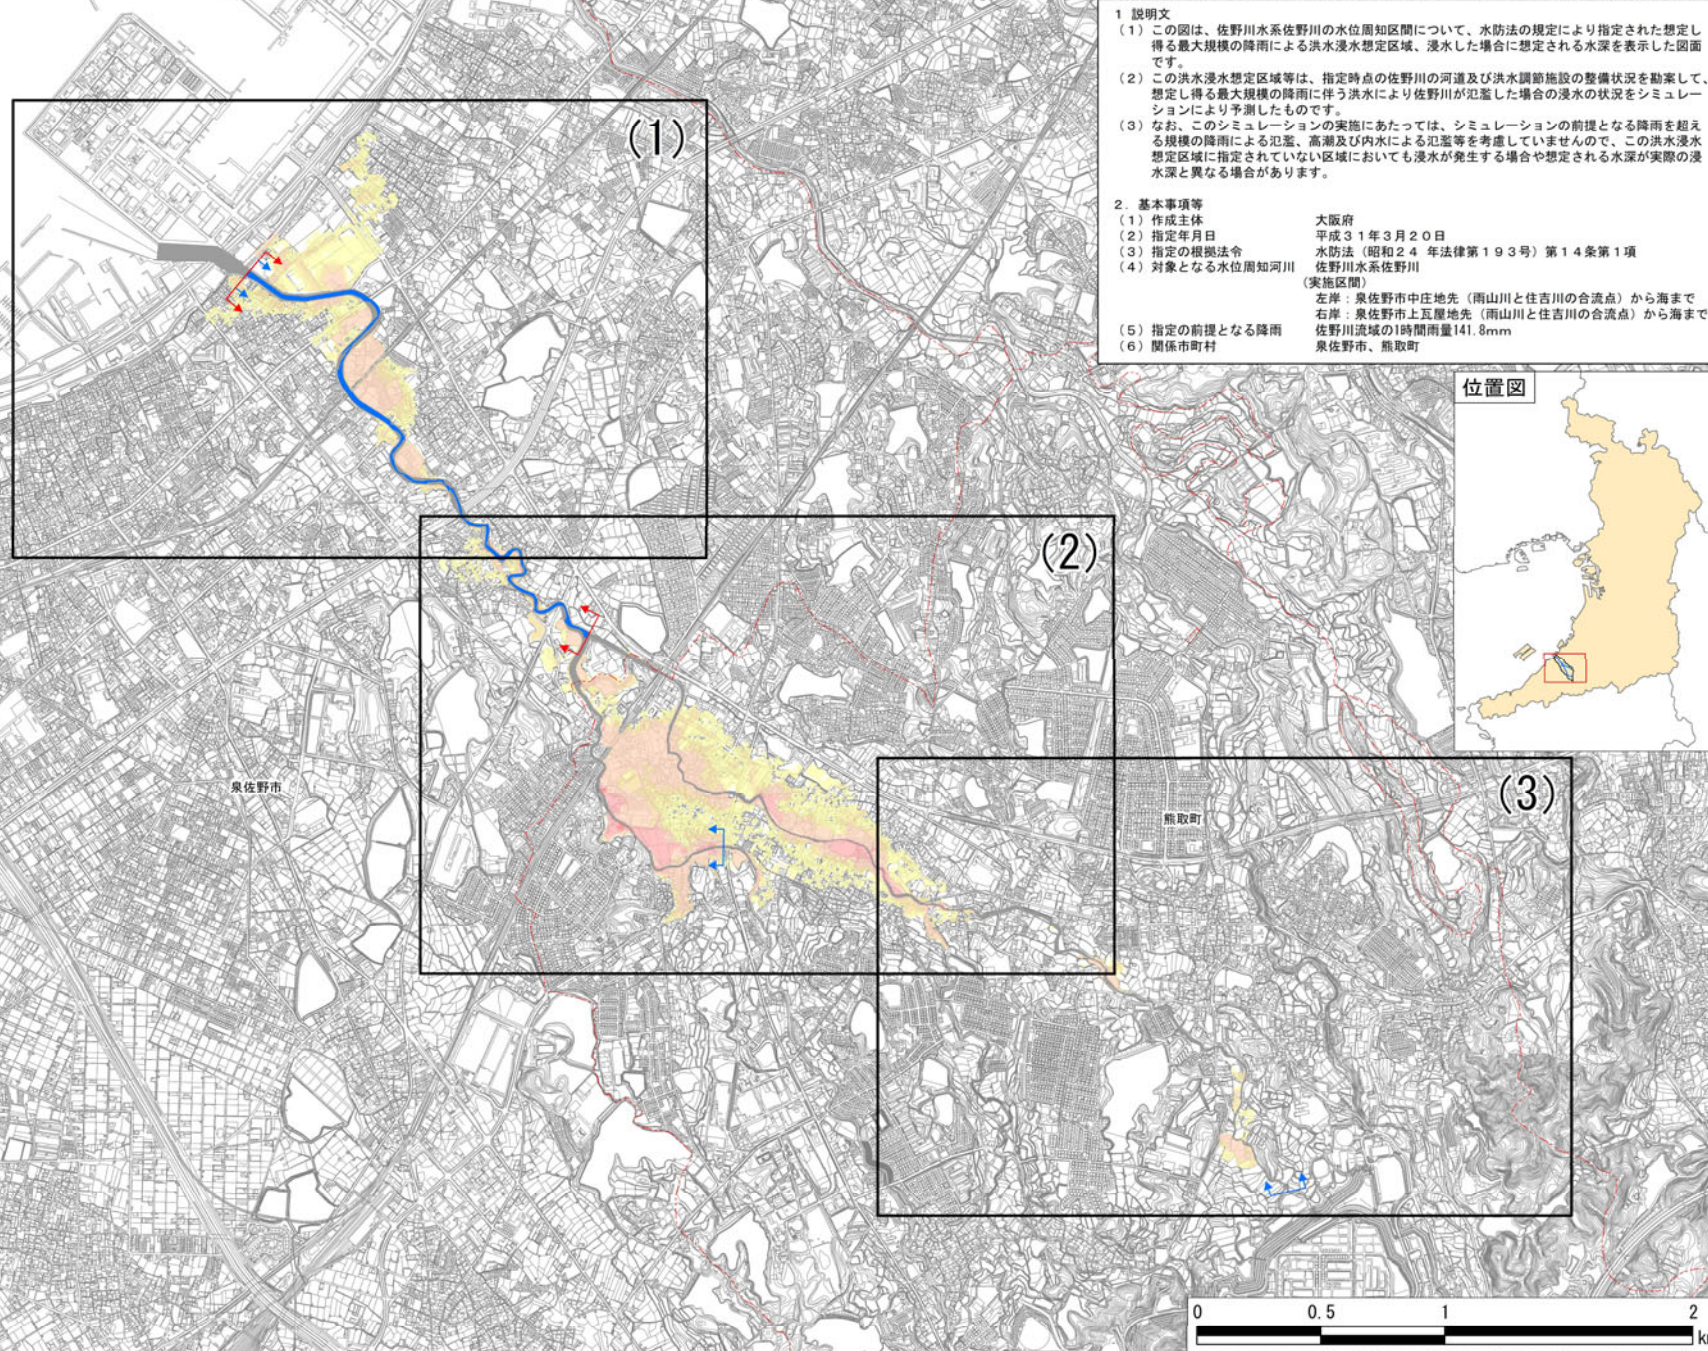 1 説明文
（1）この図は、佐野川水系佐野川の水位周知区間について、水防法の規定により指定された想定し
得る最大規模の降雨による洪水浸水想定区域、浸水した場合に想定される水深を表示した図面
です。
（2）この洪水浸水想定区域等は、指定時点の佐野川の河道及び洪水調節施設の整備状況を勘案して、
想定し得る最大規模の降雨に伴う洪水により佐野川が氾濫した場合の浸水の状況をシミュレー
ションにより予測したものです。
（3）なお、このシミュレーションの実施にあたっては、シミュレーションの前提となる降雨を超え
る規模の降雨による氾濫、高潮及び内水による氾濫等を考慮していませんので、この洪水浸水
想定区域に指定されていない区域においても浸水が発生する場合や想定される水深が実際の浸
水深と異なる場合があります。
2．基本事項等
（1）作成主体 大阪府
（2）指定年月日 平成３１年３月２０日
（3）指定の根拠法令 水防法（昭和２４ 年法律第１９３号）第１４条第１項
（4）対象となる水位周知河川 佐野川水系佐野川
（実施区間）
左岸：泉佐野市中庄地先（雨山川と住吉川の合流点）から海まで
右岸：泉佐野市上瓦屋地先（雨山川と住吉川の合流点）から海まで
（5）指定の前提となる降雨 佐野川流域の1時間雨量141.8mm
（6）関係市町村 泉佐野市、熊取町
(1)
位置図
(2)
泉佐野市
(3)
熊取町
0 0.5 1 2